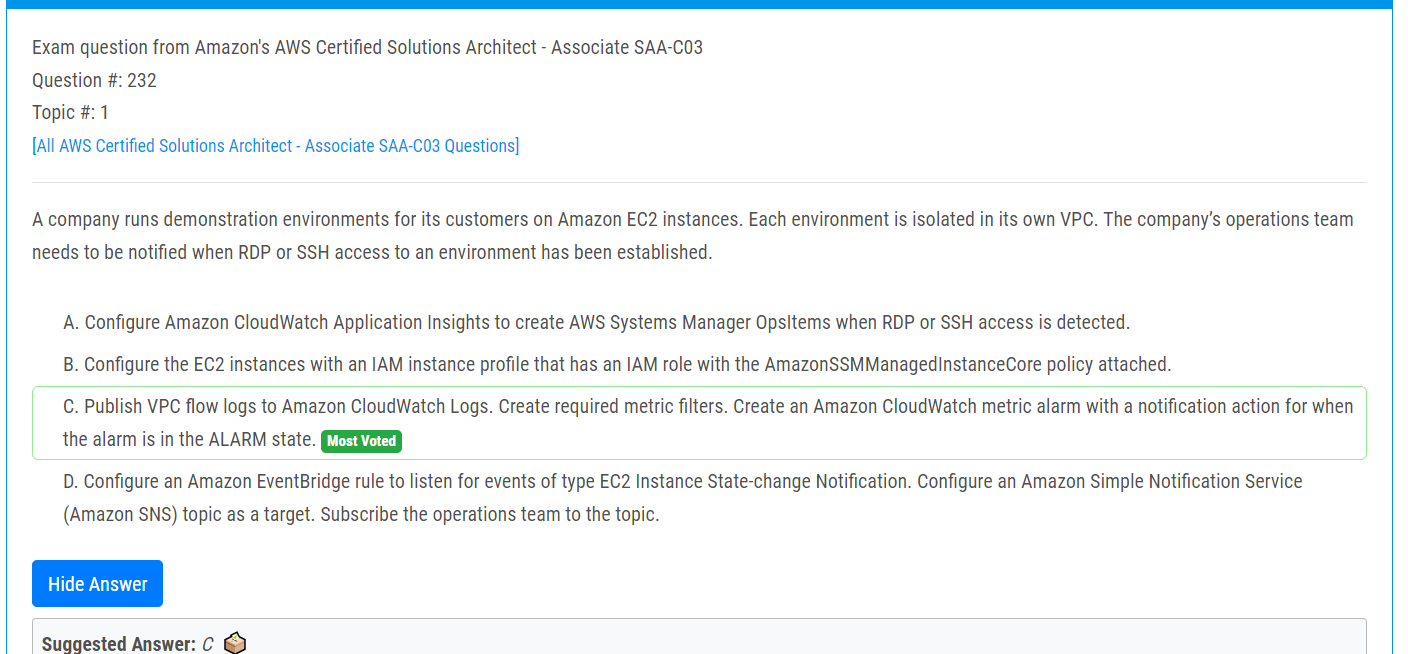 Exam question from Amazon's AWS Certified Solutions Architect - Associate SAA-C03
Question #: 232
Topic #: 1
[All AWS Certified Solutions Architect - Associate SAA-C03 Questions]
A company runs demonstration environments for its customers on Amazon EC2 instances. Each environment is isolated in its own VPC. The company’s operations team
needs to be notified when RDP or SSH access to an environment has been established.
A. Configure Amazon CloudWatch Application Insights to create AWS Systems Manager OpsItems when RDP or SSH access is detected.
B. Configure the EC2 instances with an IAM instance profile that has an IAM role with the AmazonSSMManagedInstanceCore policy attached.
C. Publish VPC flow logs to Amazon CloudWatch Logs. Create required metric filters. Create an Amazon CloudWatch metric alarm with a notification action for when
the alarm is in the ALARM state. Most Voted
D. Configure an Amazon EventBridge rule to listen for events of type EC2 Instance State-change Notification. Configure an Amazon Simple Notification Service
(Amazon SNS) topic as a target. Subscribe the operations team to the topic.
Hide Answer
Suggested Answer: C